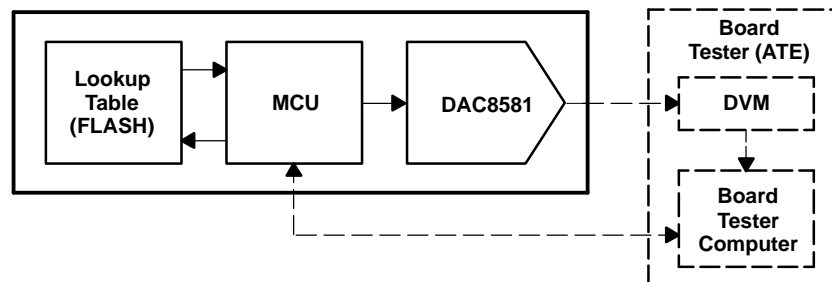 Lookup
Table
(FLASH)
MCU
DAC8581
Board
Tester (ATE)
DVM
Board
Tester
Computer